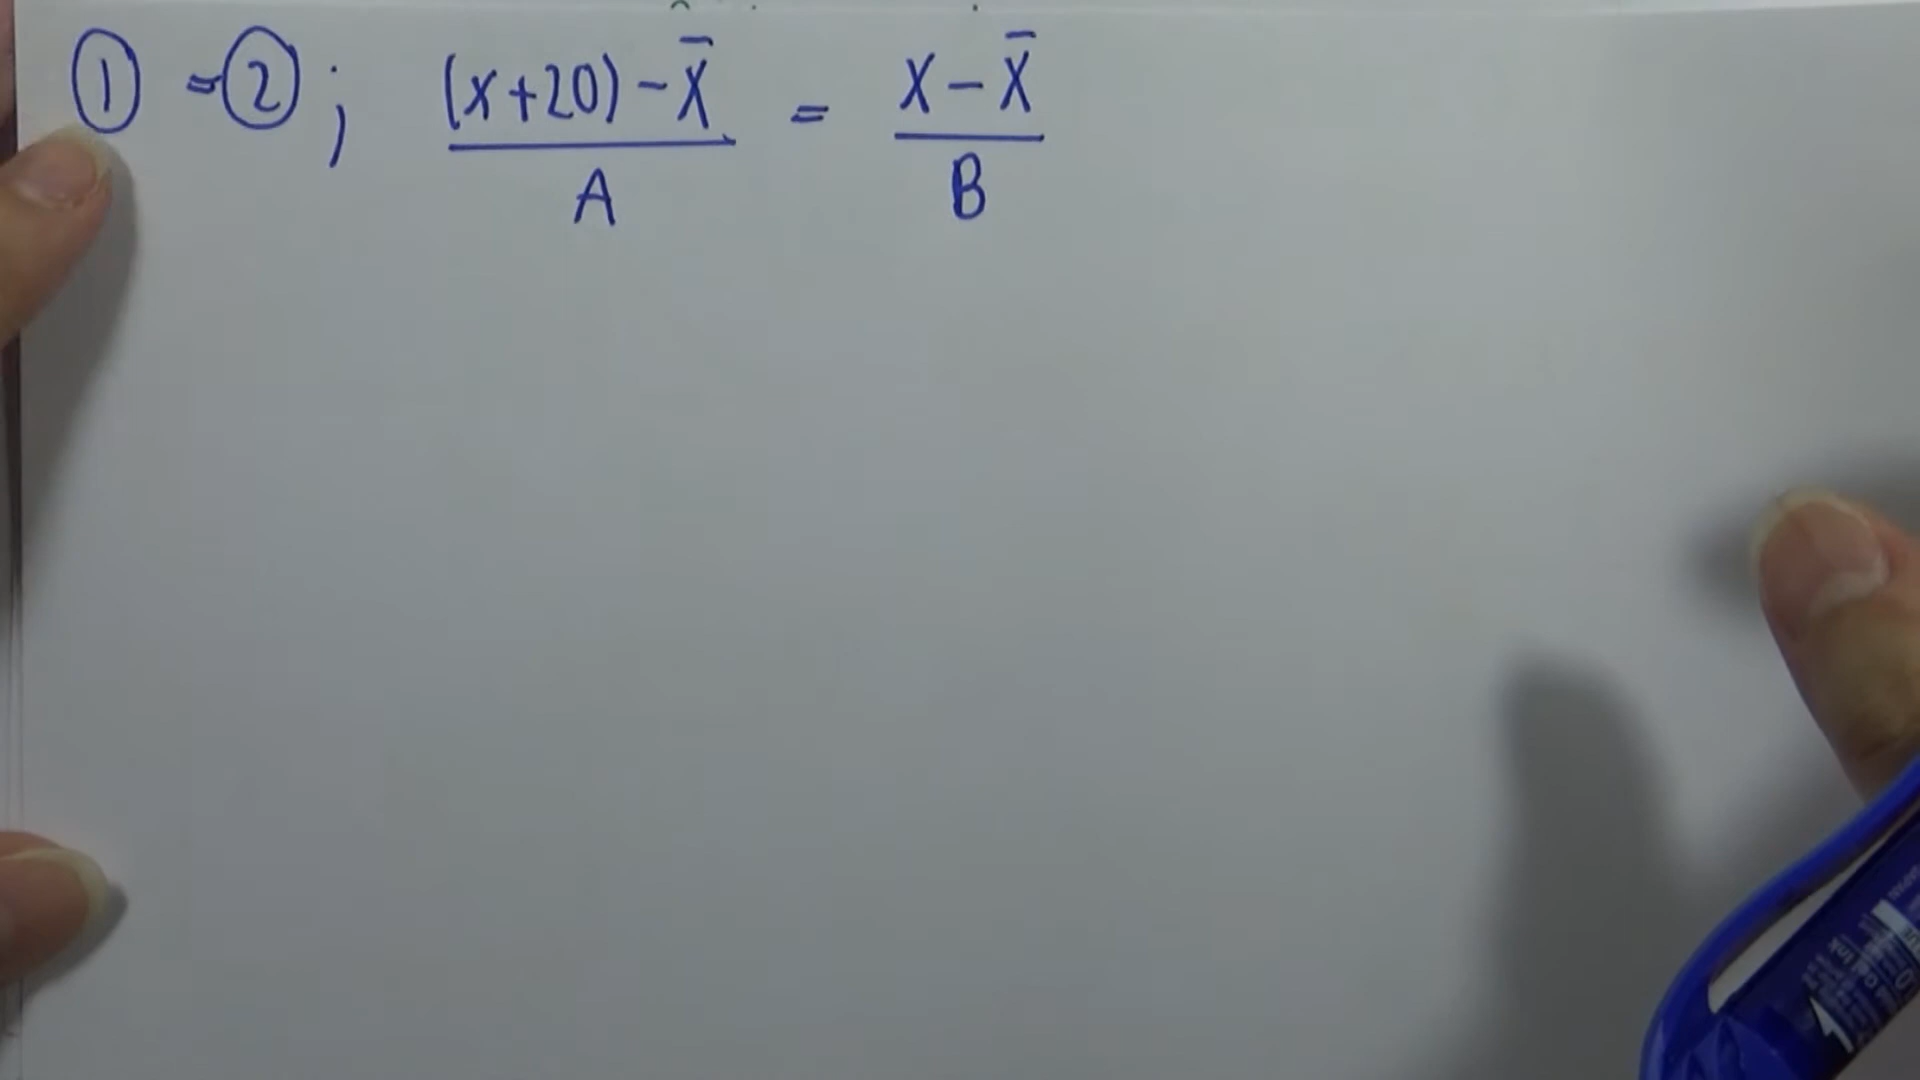 ① = ② ; (x+20) - X̄ / A = X - X̄ / B